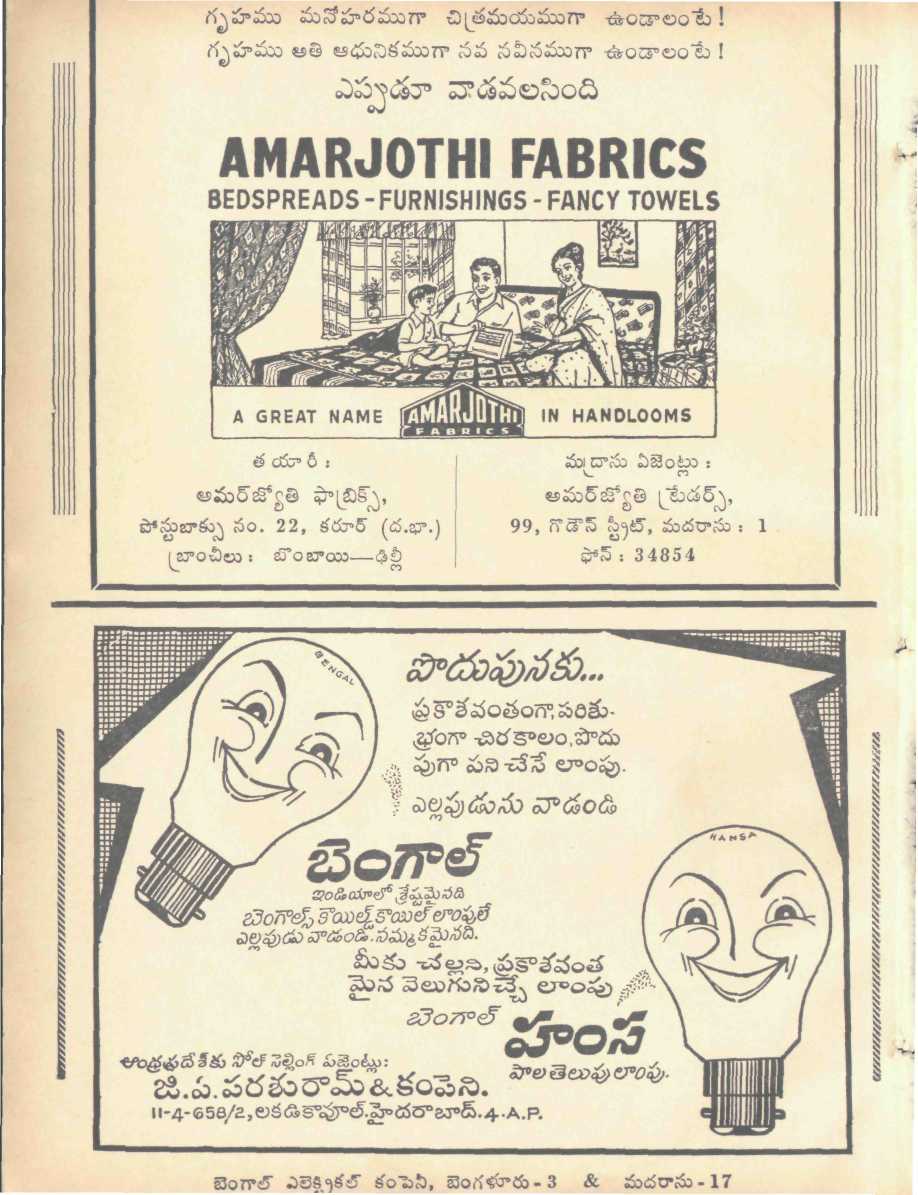 గృహము మనోహరముగా చిత్రమయముగా ఉండాలంటే !
గృహము అతి ఆధునికముగా నవ నవీనముగా ఉండాలంటే !
ఎప్పుడూ వాడవలసింది
AMARJOTHI FABRICS
BEDSPREADS - FURNISHINGS - FANCY TOWELS
A GREAT NAME AMARJOTHI FABRICS IN HANDLOOMS
తయారీ :
అమర్‌జ్యోతి ఫాబ్రిక్స్,
పోస్టుబాక్సు నం. 22, కరూర్ (ద.భా.)
బ్రాంచీలు : బొంబాయి—ఢిల్లీ
మద్రాసు ఏజెంట్లు :
అమర్‌జ్యోతి ట్రేడర్స్,
99, గొడౌన్ స్ట్రీట్, మదరాసు : 1
ఫోన్ : 34854
BENGAL
పొదుపునకు...
ప్రకాశవంతంగా, పరిశు-
భ్రంగా చిరకాలం, పొదు
పుగా పని చేసే లాంపు.
ఎల్లపుడును వాడండి
బెంగాల్
ఇండియాలో శ్రేష్టమైనది
బెంగాల్స్ కొయిల్డ్ కొయిల్ లాంపులే
ఎల్లపుడు వాడండి. నమ్మకమైనది.
HANSA
మీకు చల్లని, ప్రకాశవంత
మైన వెలుగునిచ్చే లాంపు
బెంగాల్
హంస
పాల తెలుపు లాంపు.
ఆంధ్రప్రదేశ్‌కు సోల్ సెల్లింగ్ ఏజెంట్లు:
జి.ఏ.పరశురామ్ & కంపెని.
11-4-658/2, లకడికాపూల్. హైదరాబాద్.4.A.P.
బెంగాల్ ఎలెక్ట్రికల్ కంపెనీ, బెంగళూరు - 3 & మదరాసు - 17